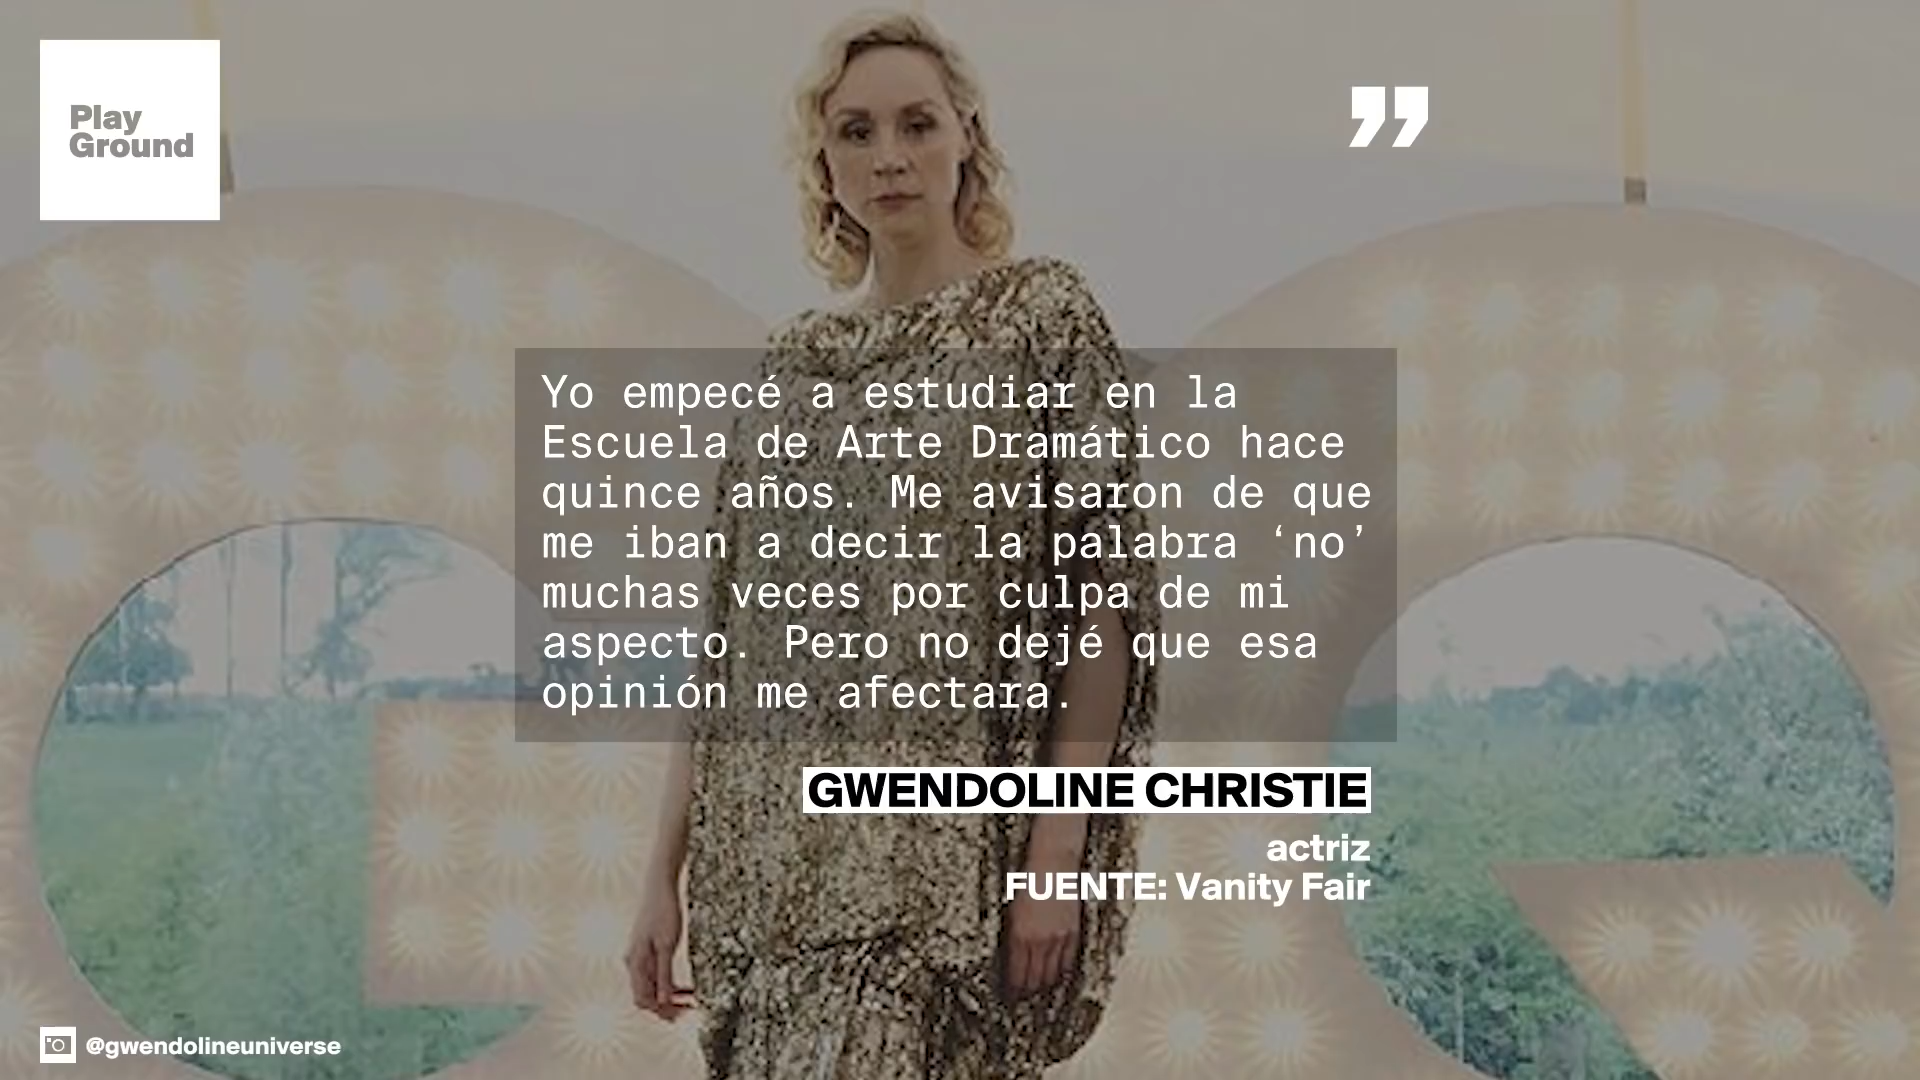 Play
Ground
”
Yo empecé a estudiar en la
Escuela de Arte Dramático hace
quince años. Me avisaron de que
me iban a decir la palabra ‘no’
muchas veces por culpa de mi
aspecto. Pero no dejé que esa
opinión me afectara.
GWENDOLINE CHRISTIE
actriz
FUENTE: Vanity Fair
@gwendolineuniverse